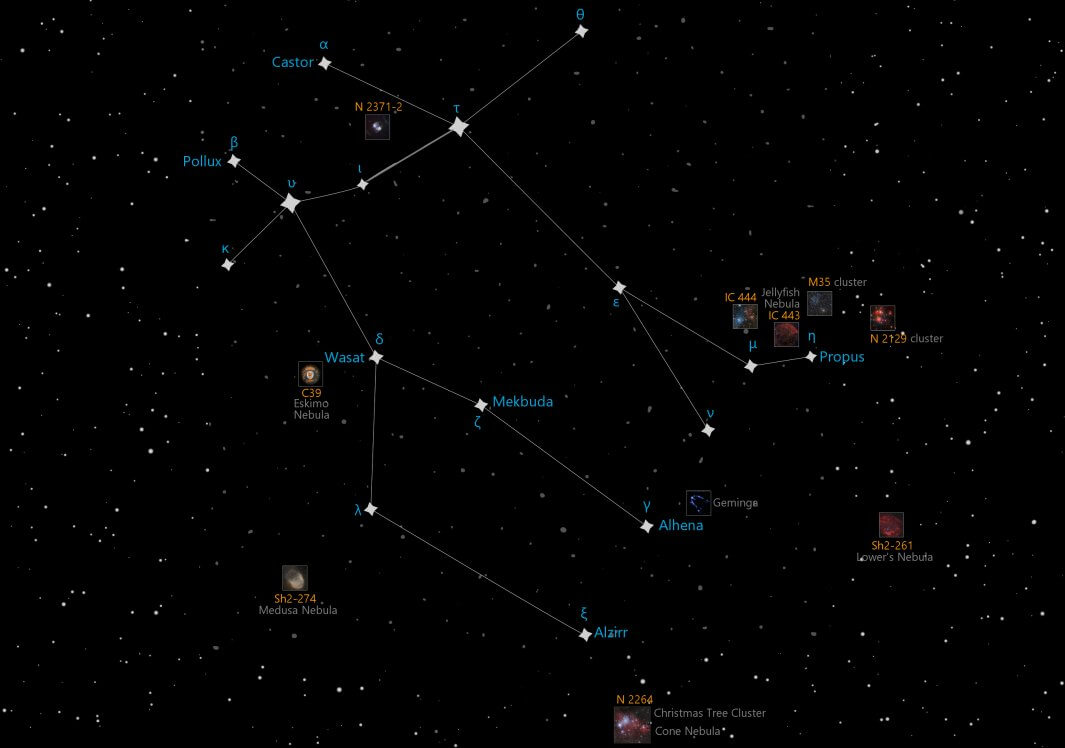 θ
α
Castor
N 2371-2
τ
β
Pollux
ι
υ
κ
ε
M35 cluster
Jellyfish
Nebula
IC 444
IC 443
N 2129 cluster
μ
η
Propus
δ
Wasat
C39
Eskimo
Nebula
Mekbuda
ζ
ν
λ
γ
Alhena
Geminga
Sh2-261
Lower's Nebula
Sh2-274
Medusa Nebula
ξ
Alzirr
N 2264
Christmas Tree Cluster
Cone Nebula